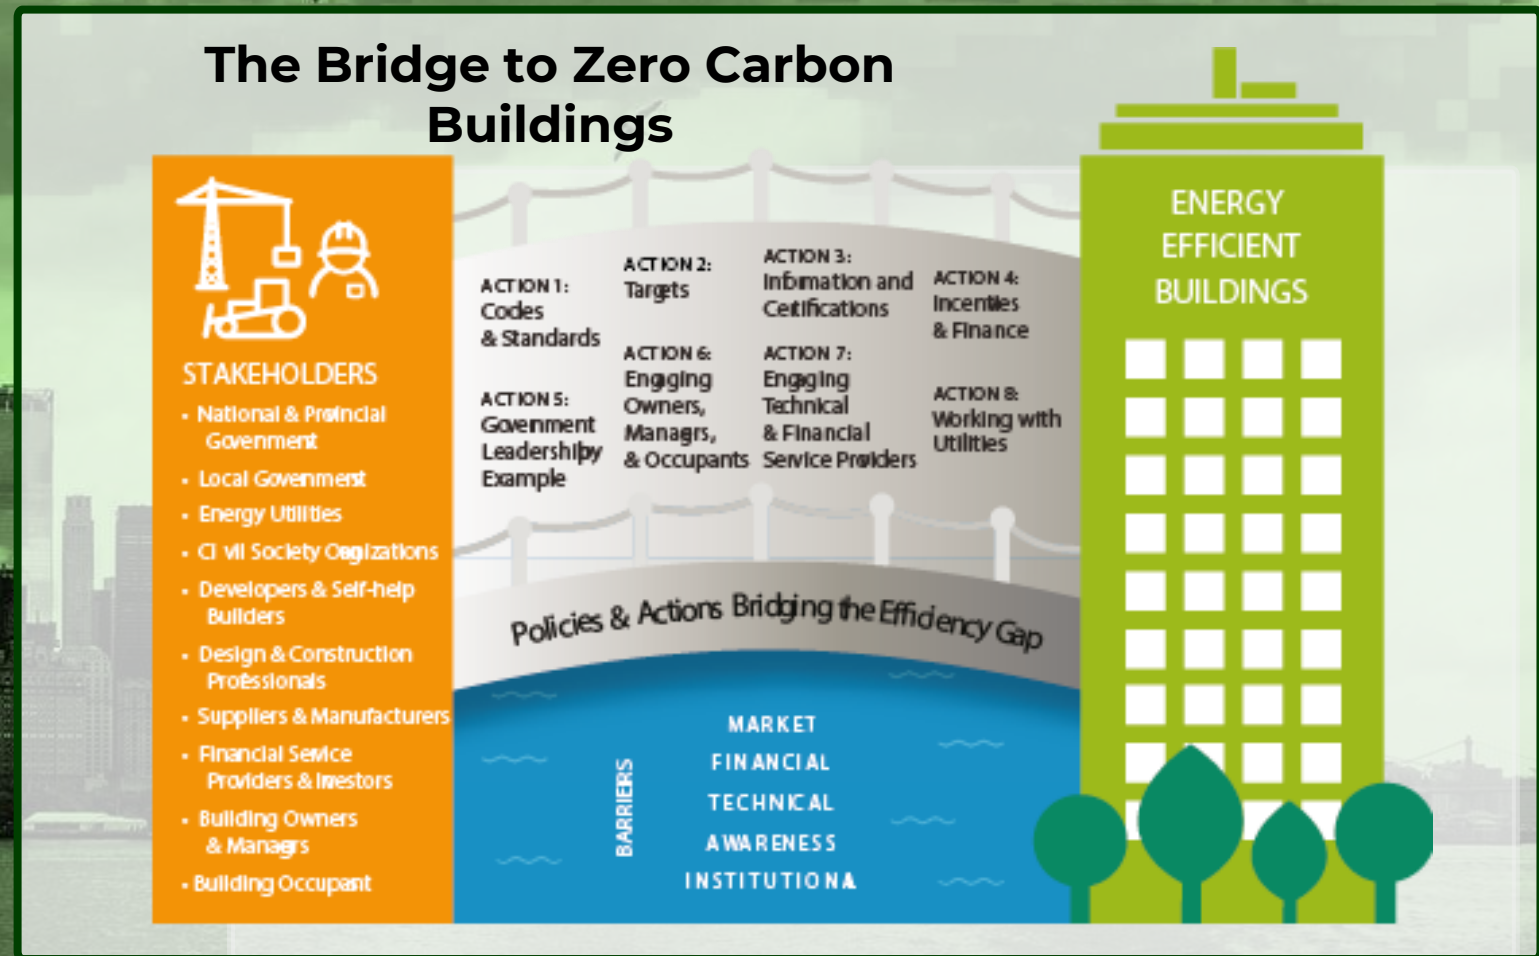 The Bridge to Zero Carbon
Buildings
STAKEHOLDERS
• National & Provincial
Government
• Local Government
• Energy Utilities
• Civil Society Organizations
• Developers & Self-help
Builders
• Design & Construction
Professionals
• Suppliers & Manufacturers
• Financial Service
Providers & Investors
• Building Owners
& Managers
• Building Occupant
ACTION 1:
Codes
& Standards
ACTION 2:
Targets
ACTION 3:
Information and
Certifications
ACTION 4:
Incentives
& Finance
ACTION 5:
Government
Leadership by
Example
ACTION 6:
Engaging
Owners,
Managers,
& Occupants
ACTION 7:
Engaging
Technical
& Financial
Service Providers
ACTION 8:
Working with
Utilities
Policies & Actions Bridging the Efficiency Gap
BARRIERS
MARKET
FINANCIAL
TECHNICAL
AWARENESS
INSTITUTIONAL
ENERGY
EFFICIENT
BUILDINGS